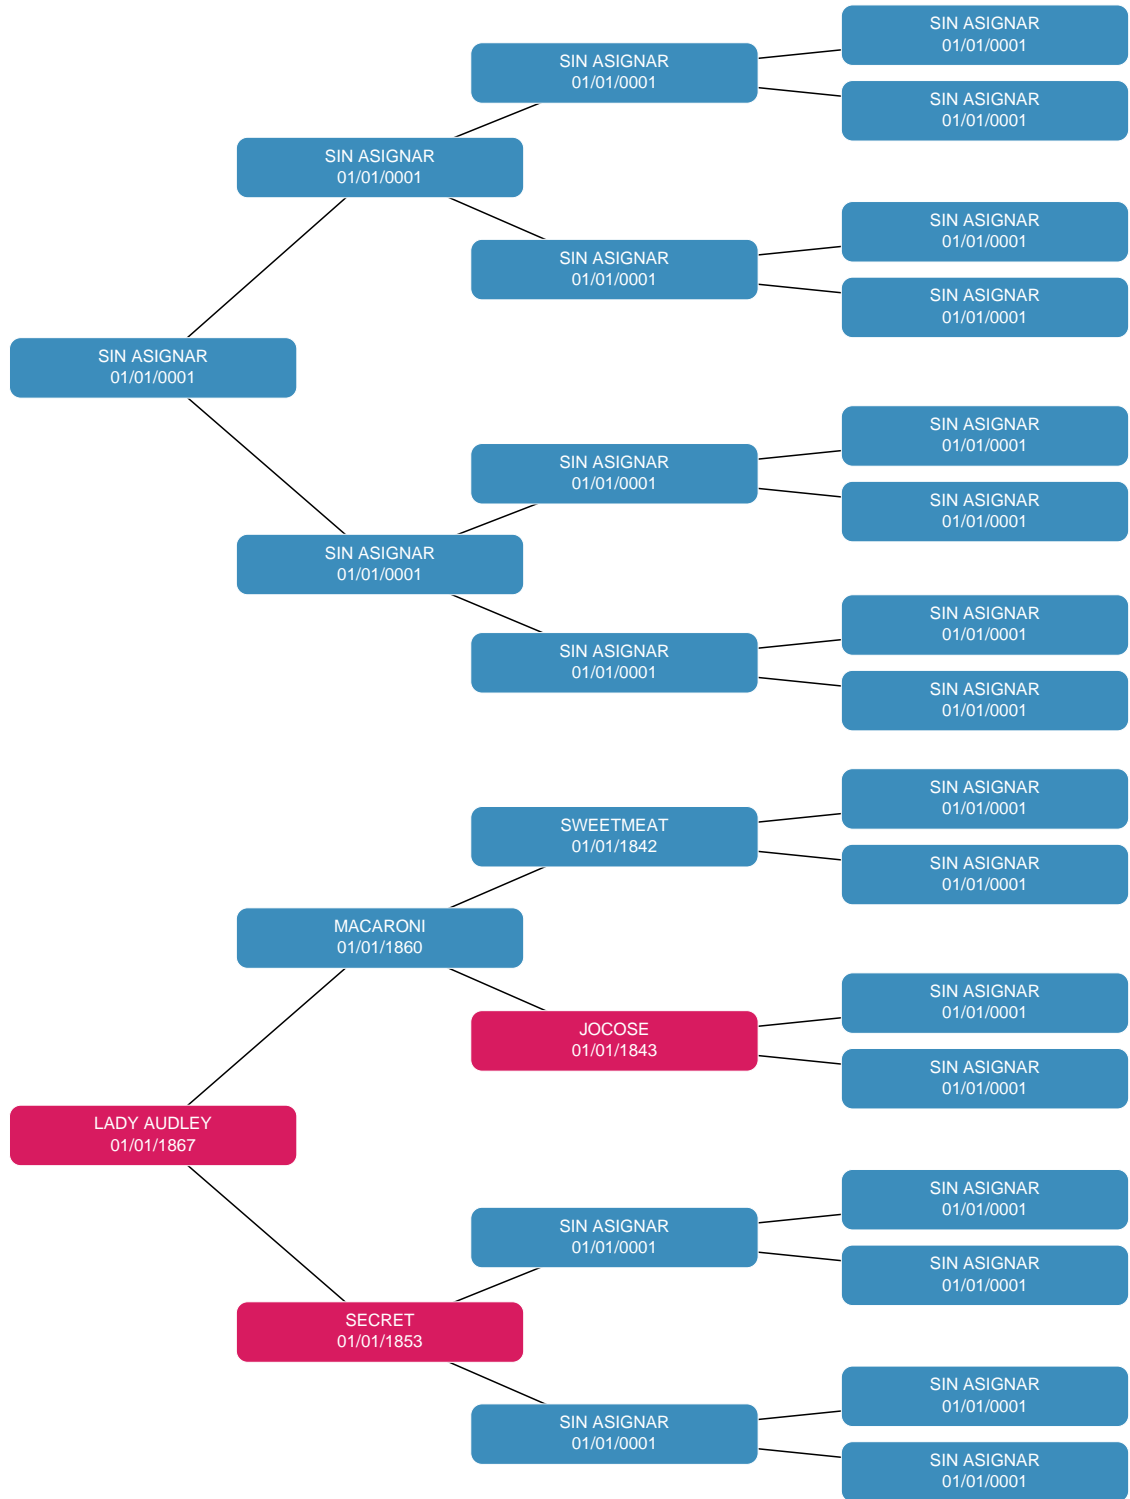 SIN ASIGNAR
01/01/0001
SIN ASIGNAR
01/01/0001
SIN ASIGNAR
01/01/0001
SIN ASIGNAR
01/01/0001
SIN ASIGNAR
01/01/0001
SIN ASIGNAR
01/01/0001
SIN ASIGNAR
01/01/0001
SIN ASIGNAR
01/01/0001
SIN ASIGNAR
01/01/0001
SIN ASIGNAR
01/01/0001
SIN ASIGNAR
01/01/0001
SIN ASIGNAR
01/01/0001
SIN ASIGNAR
01/01/0001
SIN ASIGNAR
01/01/0001
SIN ASIGNAR
01/01/0001
SIN ASIGNAR
01/01/0001
SWEETMEAT
01/01/1842
SIN ASIGNAR
01/01/0001
MACARONI
01/01/1860
SIN ASIGNAR
01/01/0001
JOCOSE
01/01/1843
SIN ASIGNAR
01/01/0001
LADY AUDLEY
01/01/1867
SIN ASIGNAR
01/01/0001
SIN ASIGNAR
01/01/0001
SIN ASIGNAR
01/01/0001
SECRET
01/01/1853
SIN ASIGNAR
01/01/0001
SIN ASIGNAR
01/01/0001
SIN ASIGNAR
01/01/0001